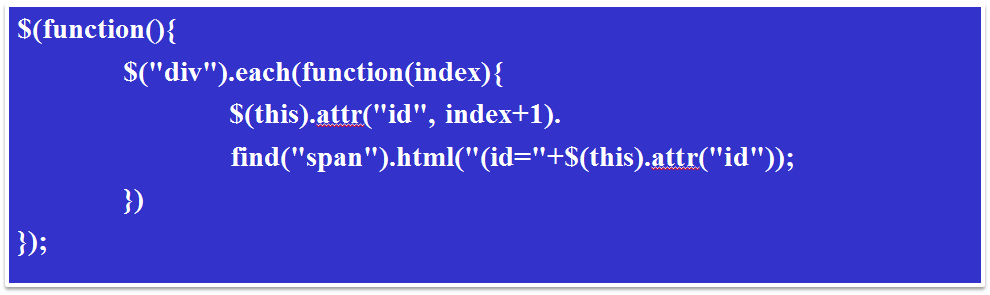 $(function(){
$("div").each(function(index){
$(this).attr("id", index+1).
find("span").html("(id="+$(this).attr("id"));
})
});